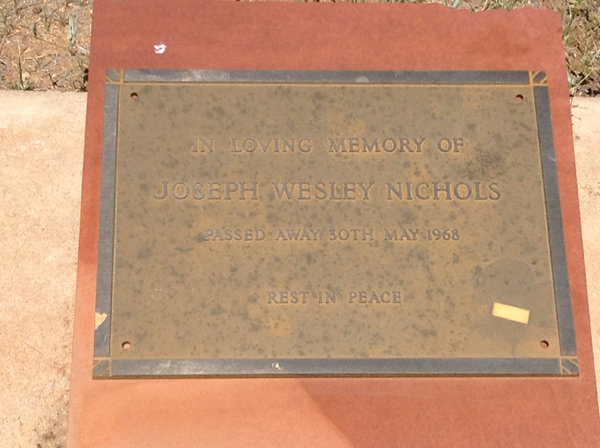 IN LOVING MEMORY OF
JOSEPH WESLEY NICHOLS
PASSED AWAY 30TH MAY 1968
REST IN PEACE